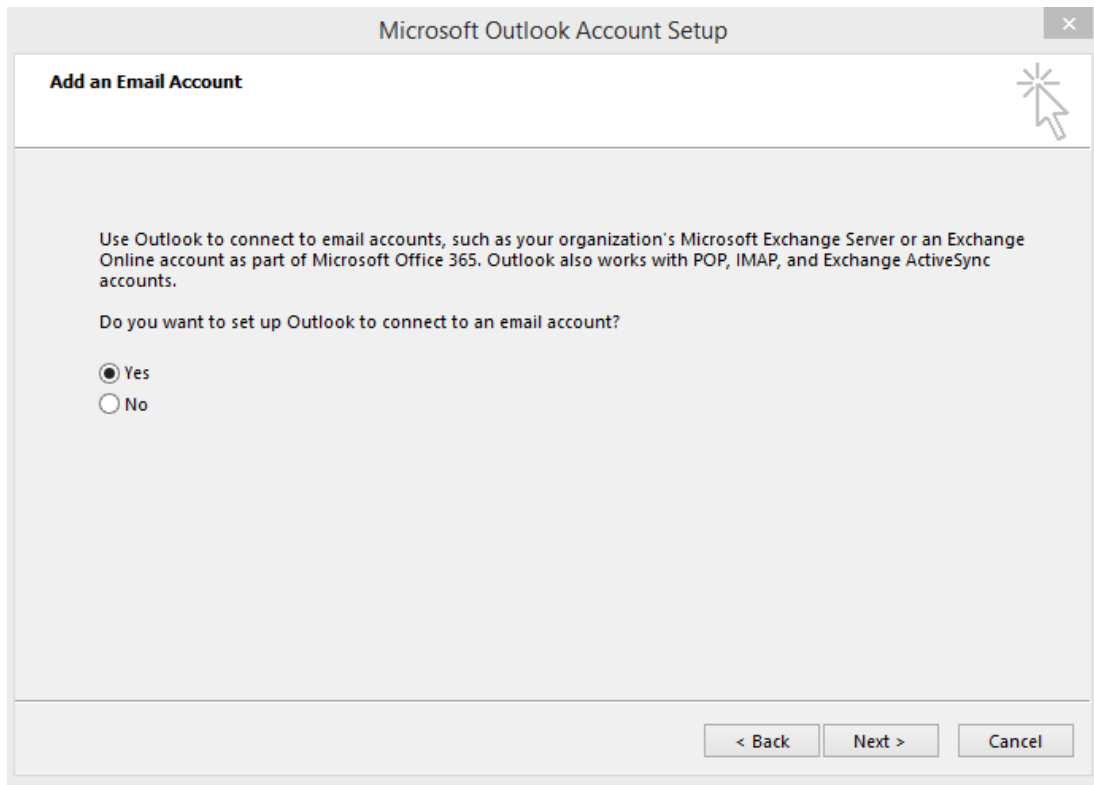 Microsoft Outlook Account Setup
Add an Email Account
Use Outlook to connect to email accounts, such as your organization's Microsoft Exchange Server or an Exchange
Online account as part of Microsoft Office 365. Outlook also works with POP, IMAP, and Exchange ActiveSync
accounts.
Do you want to set up Outlook to connect to an email account?
Yes
No
< Back Next > Cancel